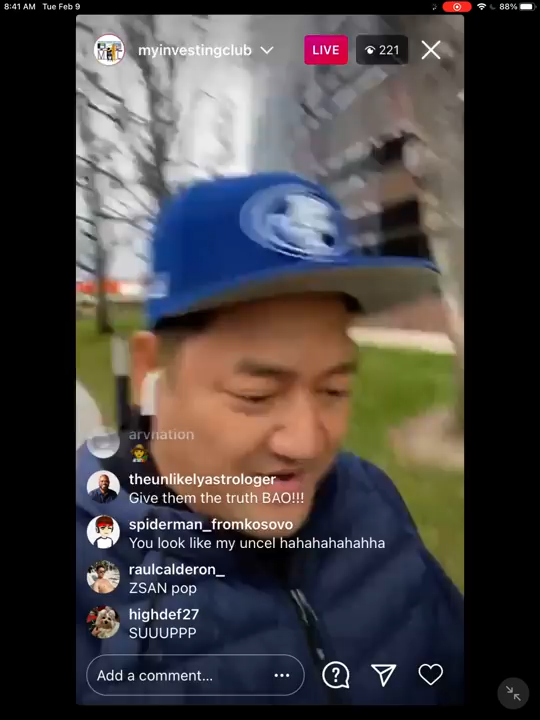 8:41 AM Tue Feb 9
88%
myinvestingclub
LIVE
221
arvnation
theunlikelyastrologer
Give them the truth BAO!!!
spiderman_fromkosovo
You look like my uncel hahahahahahha
raulcalderon_
ZSAN pop
highdef27
SUUUPPP
Add a comment...